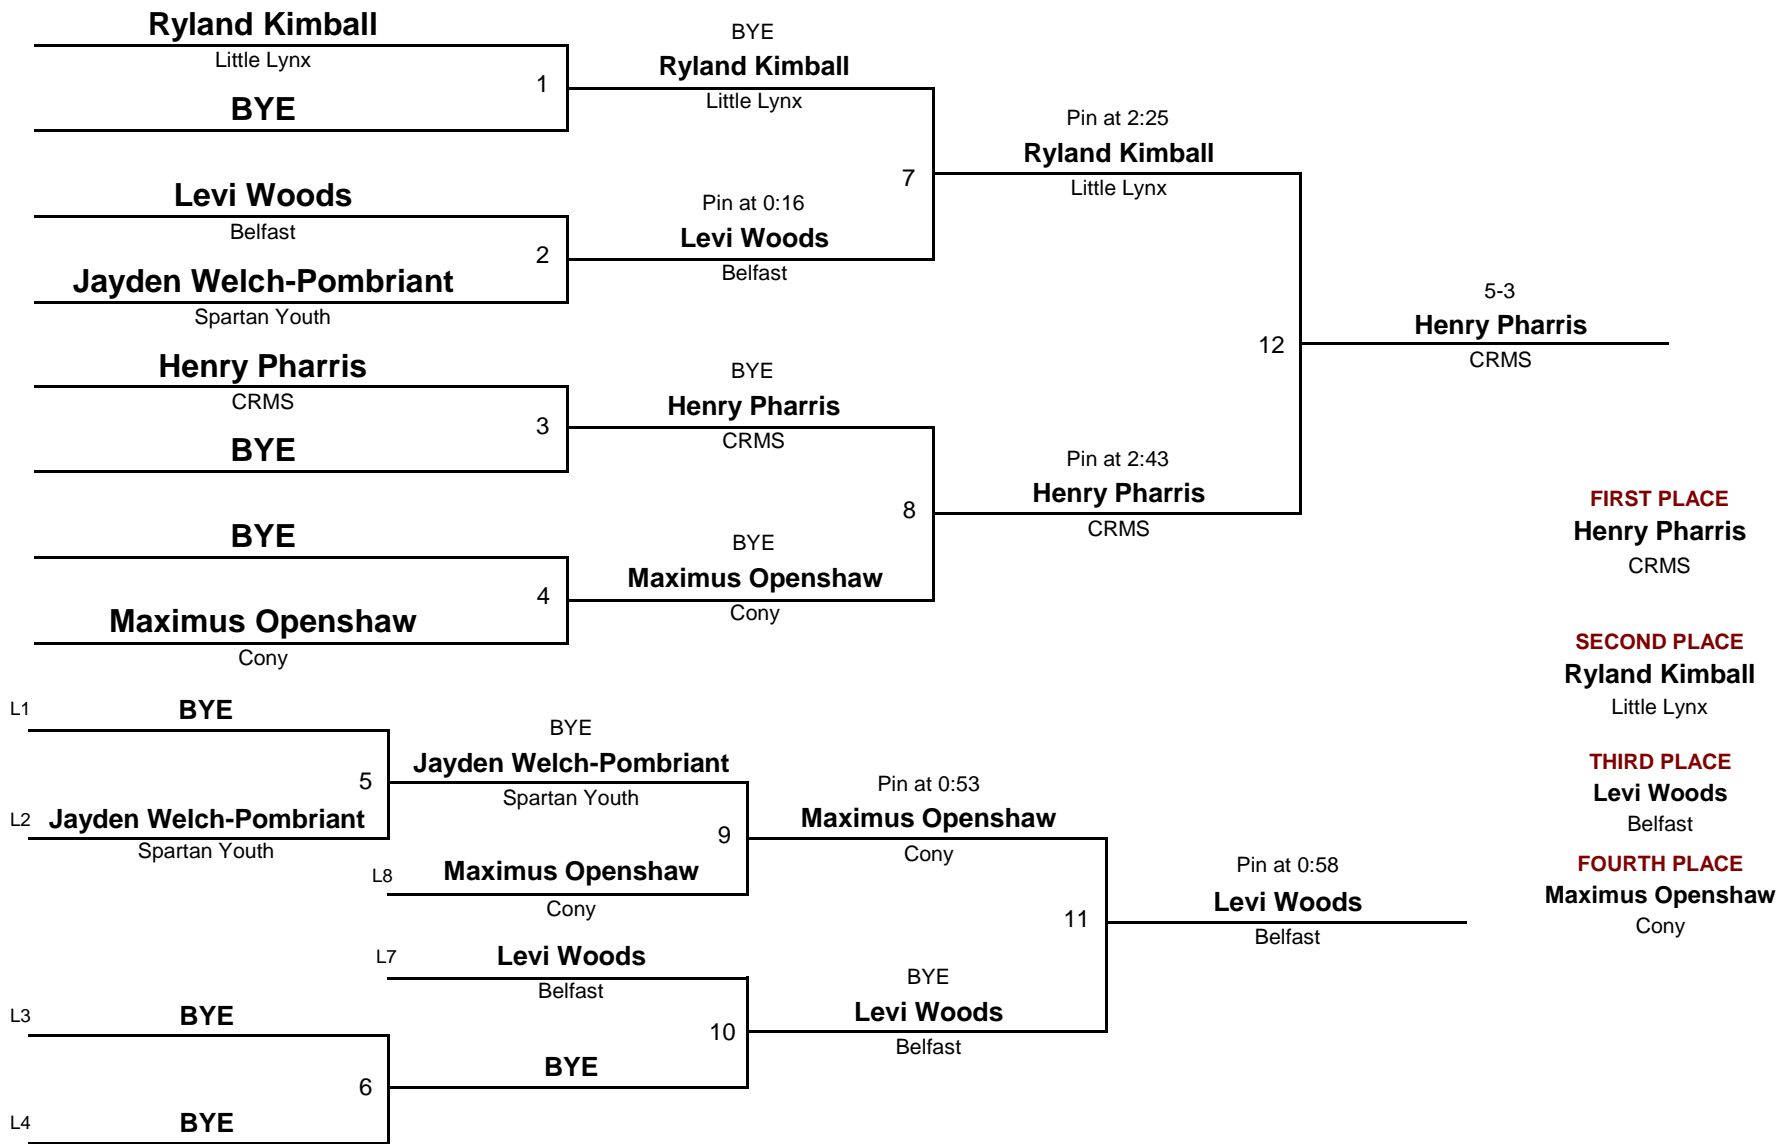 Ryland Kimball
Little Lynx
1
BYE
Levi Woods
Belfast
2
Jayden Welch-Pombriant
Spartan Youth
Henry Pharris
CRMS
3
BYE
BYE
4
Maximus Openshaw
Cony
BYE
Ryland Kimball
Little Lynx
7
Pin at 0:16
Levi Woods
Belfast
BYE
Henry Pharris
CRMS
8
BYE
Maximus Openshaw
Cony
Pin at 2:25
Ryland Kimball
Little Lynx
12
Pin at 2:43
Henry Pharris
CRMS
5-3
Henry Pharris
CRMS
FIRST PLACE
Henry Pharris
CRMS
SECOND PLACE
Ryland Kimball
Little Lynx
THIRD PLACE
Levi Woods
Belfast
FOURTH PLACE
Maximus Openshaw
Cony
L1 BYE
5
L2 Jayden Welch-Pombriant
Spartan Youth
L3 BYE
6
L4 BYE
BYE
Jayden Welch-Pombriant
Spartan Youth
9
L8 Maximus Openshaw
Cony
L7 Levi Woods
Belfast
10
BYE
Pin at 0:53
Maximus Openshaw
Cony
11
BYE
Levi Woods
Belfast
Pin at 0:58
Levi Woods
Belfast